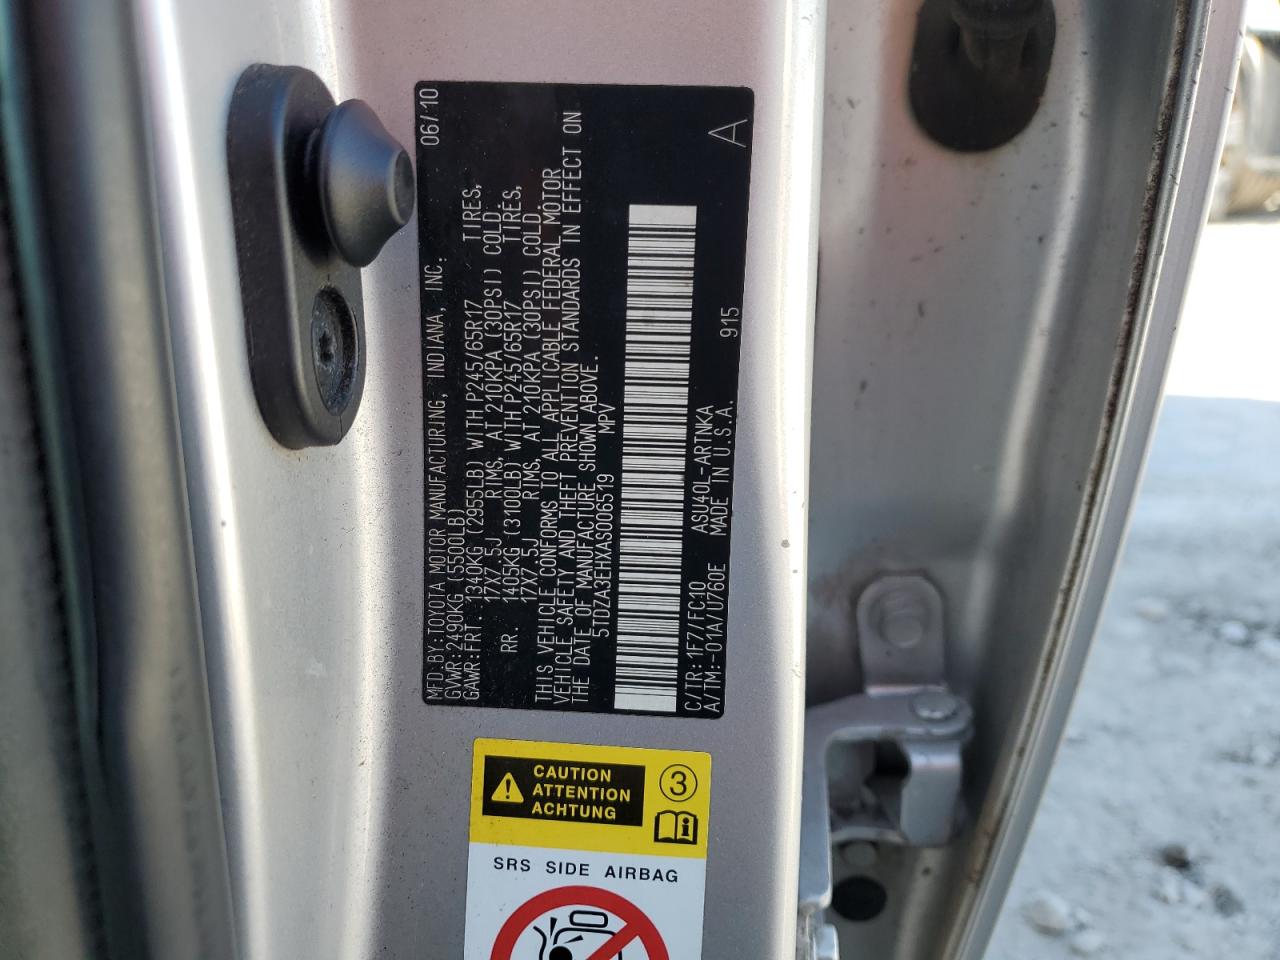 MFD.BY:TOYOTA MOTOR MANUFACTURING, INDIANA, INC. 06/10
GVWR:2490KG (5500LB)
GAWR:FRT. 1340KG (2955LB) WITH P245/65R17 TIRES,
17X7.5J RIMS, AT 210KPA (30PSI) COLD.
RR. 1405KG (3100LB) WITH P245/65R17 TIRES,
17X7.5J RIMS, AT 210KPA (30PSI) COLD.
THIS VEHICLE CONFORMS TO ALL APPLICABLE FEDERAL MOTOR
VEHICLE SAFETY AND THEFT PREVENTION STANDARDS IN EFFECT ON
THE DATE OF MANUFACTURE SHOWN ABOVE.
5TDZA3EHXAS006519 MPV
C/TR:1F7/FC10 ASU40L-ARTNKA
A/TM:-01A/U760E MADE IN U.S.A. 915 A
CAUTION
ATTENTION
ACHTUNG
3
SRS SIDE AIRBAG